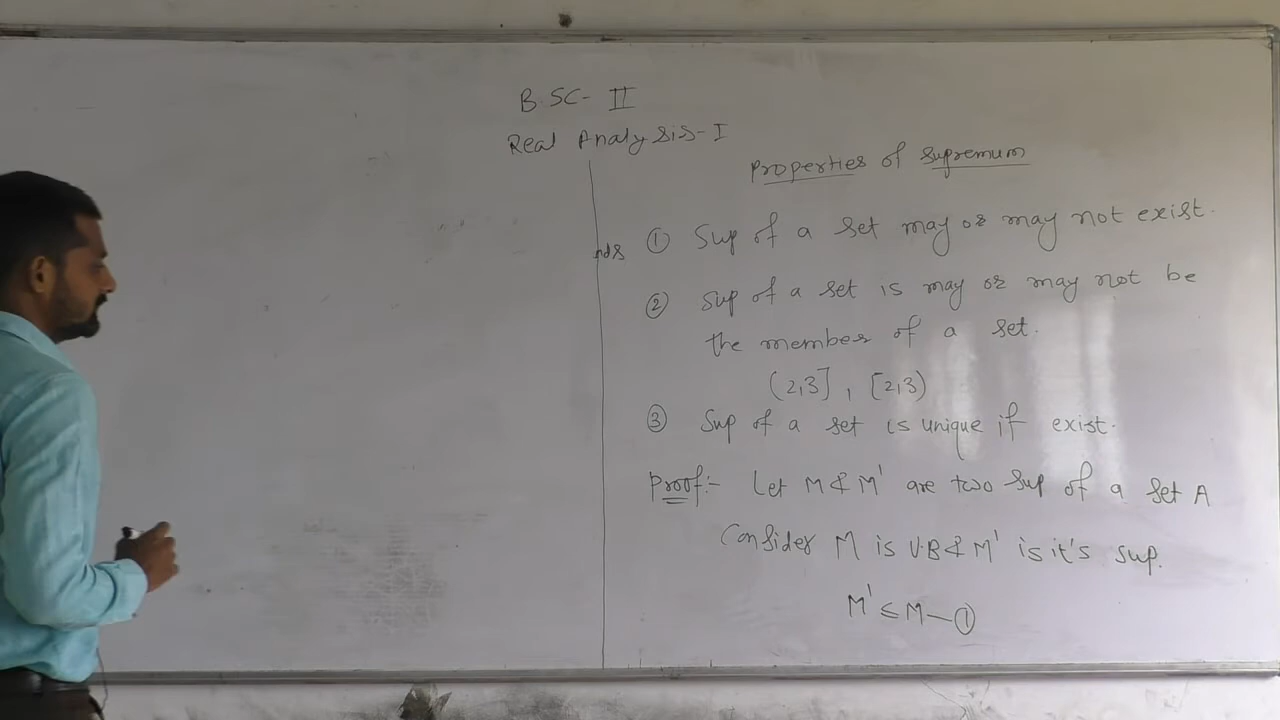 B.SC- II
Real Analysis-I
Properties of Supremum
nds
① Sup of a set may or may not exist.
② Sup of a set is may or may not be
the member of a set.
(2,3] , [2,3)
③ Sup of a set is unique if exist.
Proof:- Let M & M' are two sup of a set A
Consider M is U.B & M' is it's sup.
M' ≤ M — ①